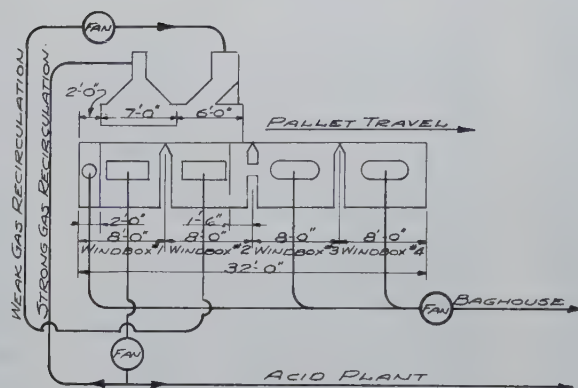 FAN
WEAK GAS RECIRCULATION
STRONG GAS RECIRCULATION
2'-0"
7'-0" 6'-0"
PALLET TRAVEL
2'-0" 1'-6"
8'-0" 8'-0" 8'-0" 8'-0"
WINDBOX #1 WINDBOX #2 WINDBOX #3 WINDBOX #4
32'-0"
FAN
BAGHOUSE
FAN
ACID PLANT